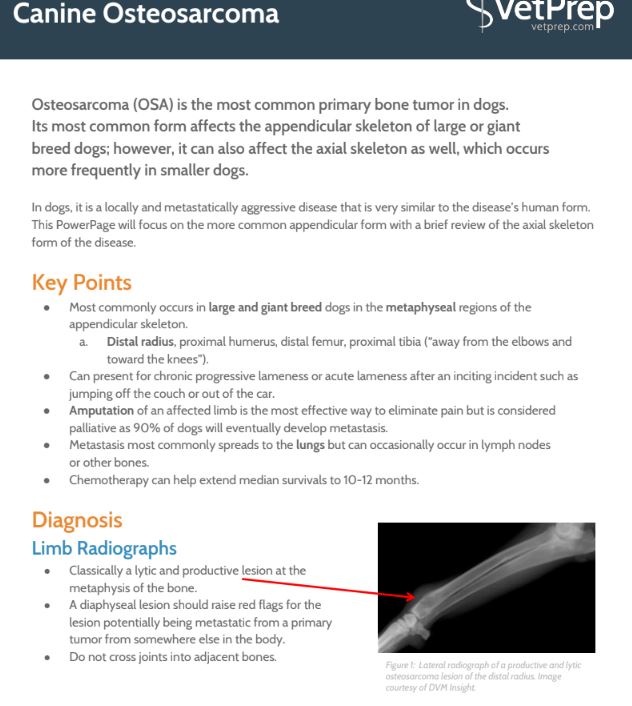 Canine Osteosarcoma
VetPrep
vetprep.com
Osteosarcoma (OSA) is the most common primary bone tumor in dogs.
Its most common form affects the appendicular skeleton of large or giant
breed dogs; however, it can also affect the axial skeleton as well, which occurs
more frequently in smaller dogs.
In dogs, it is a locally and metastatically aggressive disease that is very similar to the disease's human form.
This PowerPage will focus on the more common appendicular form with a brief review of the axial skeleton
form of the disease.
Key Points
● Most commonly occurs in large and giant breed dogs in the metaphyseal regions of the
appendicular skeleton.
a. Distal radius, proximal humerus, distal femur, proximal tibia ("away from the elbows and
toward the knees").
● Can present for chronic progressive lameness or acute lameness after an inciting incident such as
jumping off the couch or out of the car.
● Amputation of an affected limb is the most effective way to eliminate pain but is considered
palliative as 90% of dogs will eventually develop metastasis.
● Metastasis most commonly spreads to the lungs but can occasionally occur in lymph nodes
or other bones.
● Chemotherapy can help extend median survivals to 10-12 months.
Diagnosis
Limb Radiographs
● Classically a lytic and productive lesion at the
metaphysis of the bone.
● A diaphyseal lesion should raise red flags for the
lesion potentially being metastatic from a primary
tumor from somewhere else in the body.
● Do not cross joints into adjacent bones.
Figure 1: Lateral radiograph of a productive and lytic
osteosarcoma lesion of the distal radius. Image
courtesy of DVM Insight.